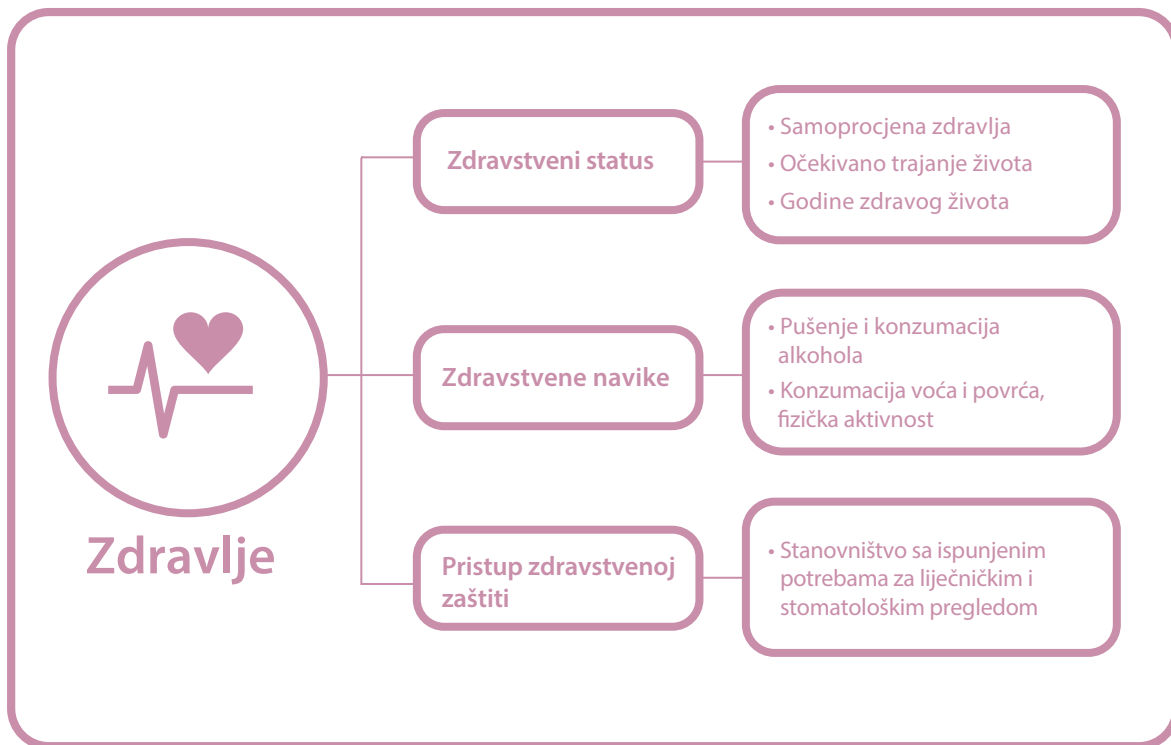 Zdravlje
Zdravstveni status
• Samoprocjena zdravlja
• Očekivano trajanje života
• Godine zdravog života
Zdravstvene navike
• Pušenje i konzumacija
alkohola
• Konzumacija voća i povrća,
fizička aktivnost
Pristup zdravstvenoj
zaštiti
• Stanovništvo sa ispunjenim
potrebama za liječničkim i
stomatološkim pregledom